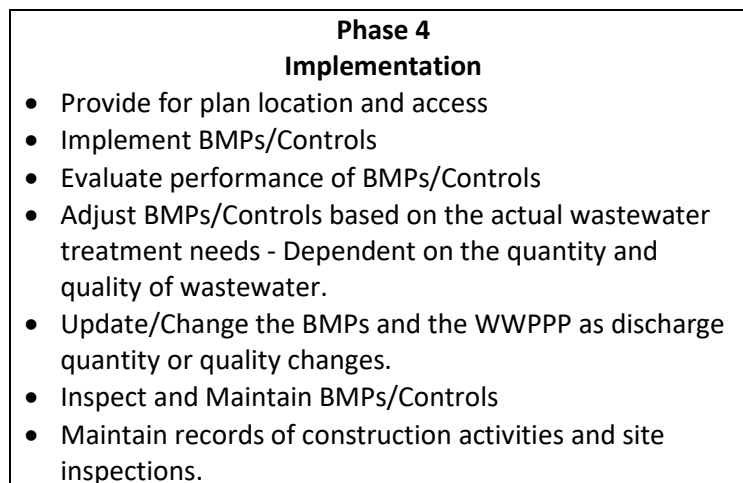 Phase 4
Implementation
• Provide for plan location and access
• Implement BMPs/Controls
• Evaluate performance of BMPs/Controls
• Adjust BMPs/Controls based on the actual wastewater
treatment needs - Dependent on the quantity and
quality of wastewater.
• Update/Change the BMPs and the WWPPP as discharge
quantity or quality changes.
• Inspect and Maintain BMPs/Controls
• Maintain records of construction activities and site
inspections.